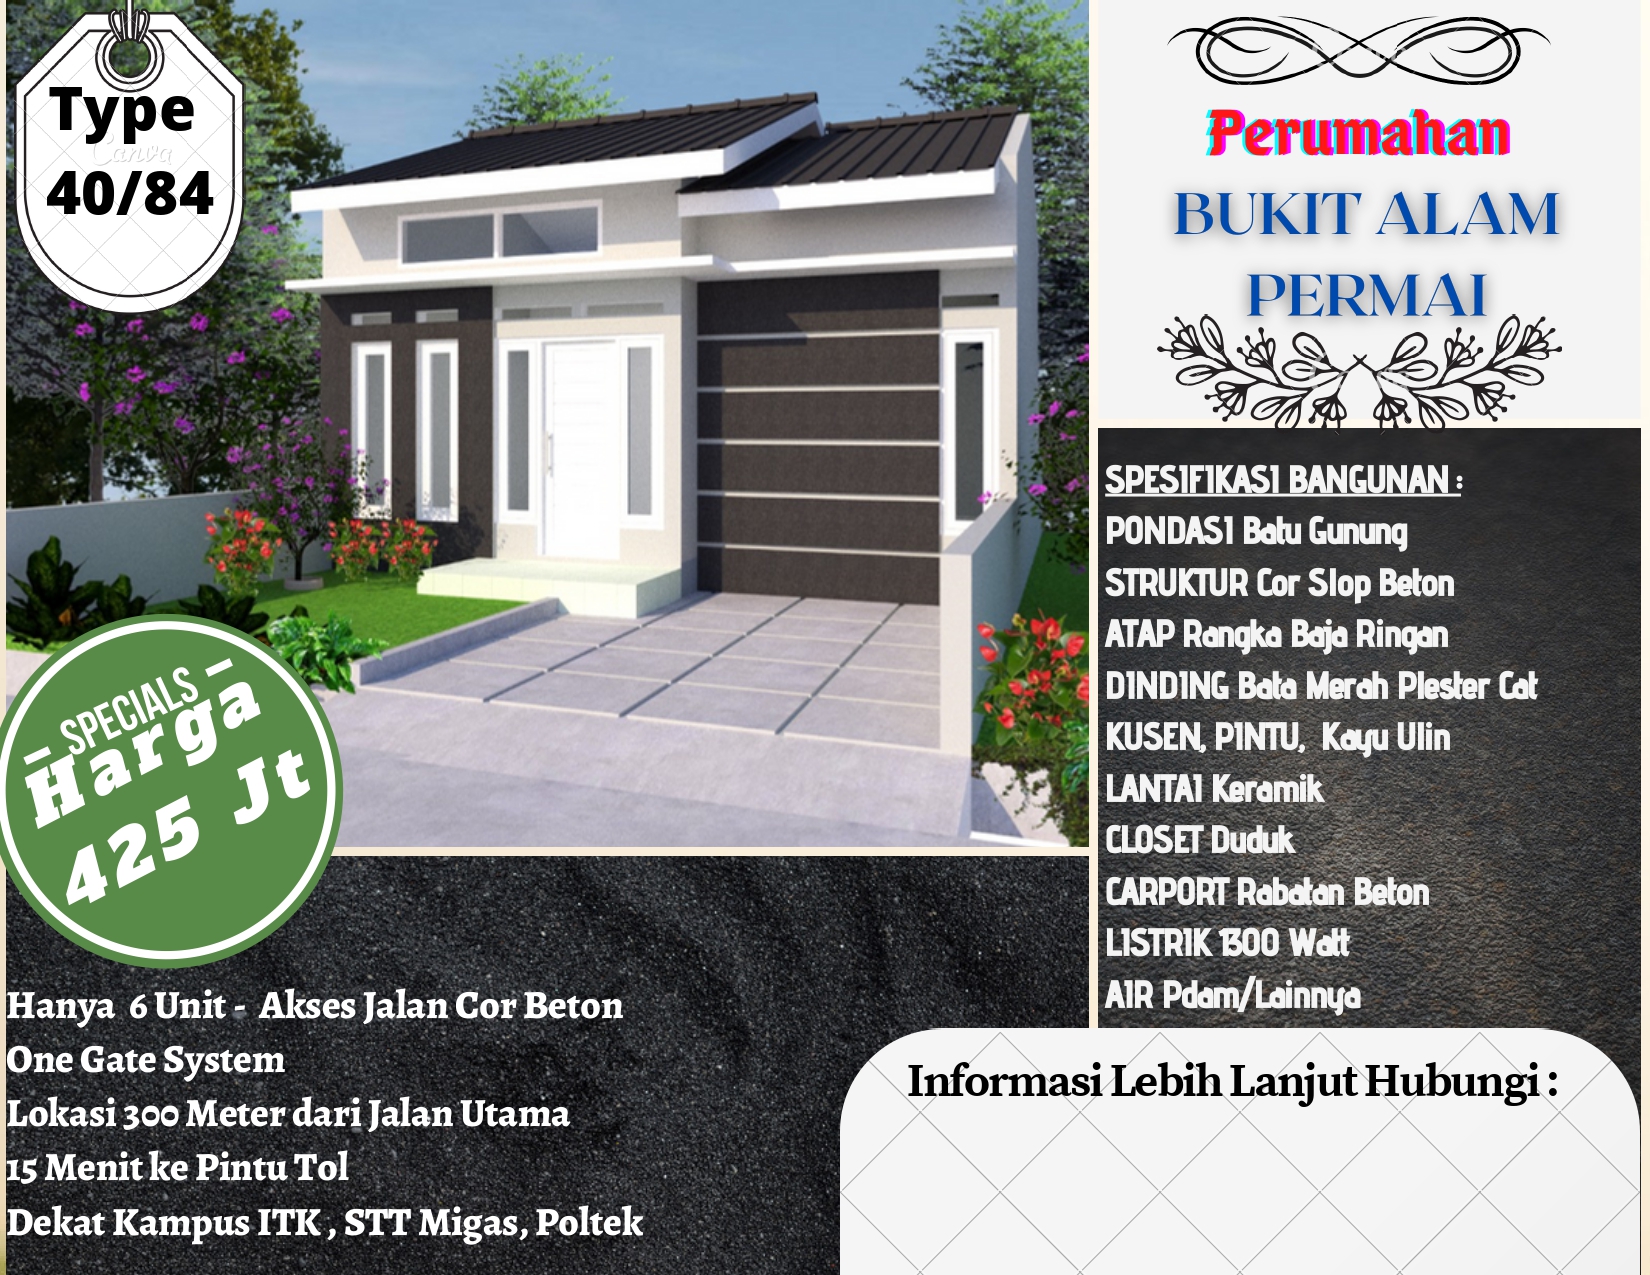 Type
Canva
40/84
Perumahan
BUKIT ALAM
PERMAI
SPECIALS
Harga
425 Jt
SPESIFIKASI BANGUNAN :
PONDASI Batu Gunung
STRUKTUR Cor Slop Beton
ATAP Rangka Baja Ringan
DINDING Bata Merah Plester Cat
KUSEN, PINTU, Kayu Ulin
LANTAI Keramik
CLOSET Duduk
CARPORT Rabatan Beton
LISTRIK 1300 Watt
AIR Pdam/Lainnya
Hanya 6 Unit - Akses Jalan Cor Beton
One Gate System
Lokasi 300 Meter dari Jalan Utama
15 Menit ke Pintu Tol
Dekat Kampus ITK , STT Migas, Poltek
Informasi Lebih Lanjut Hubungi :